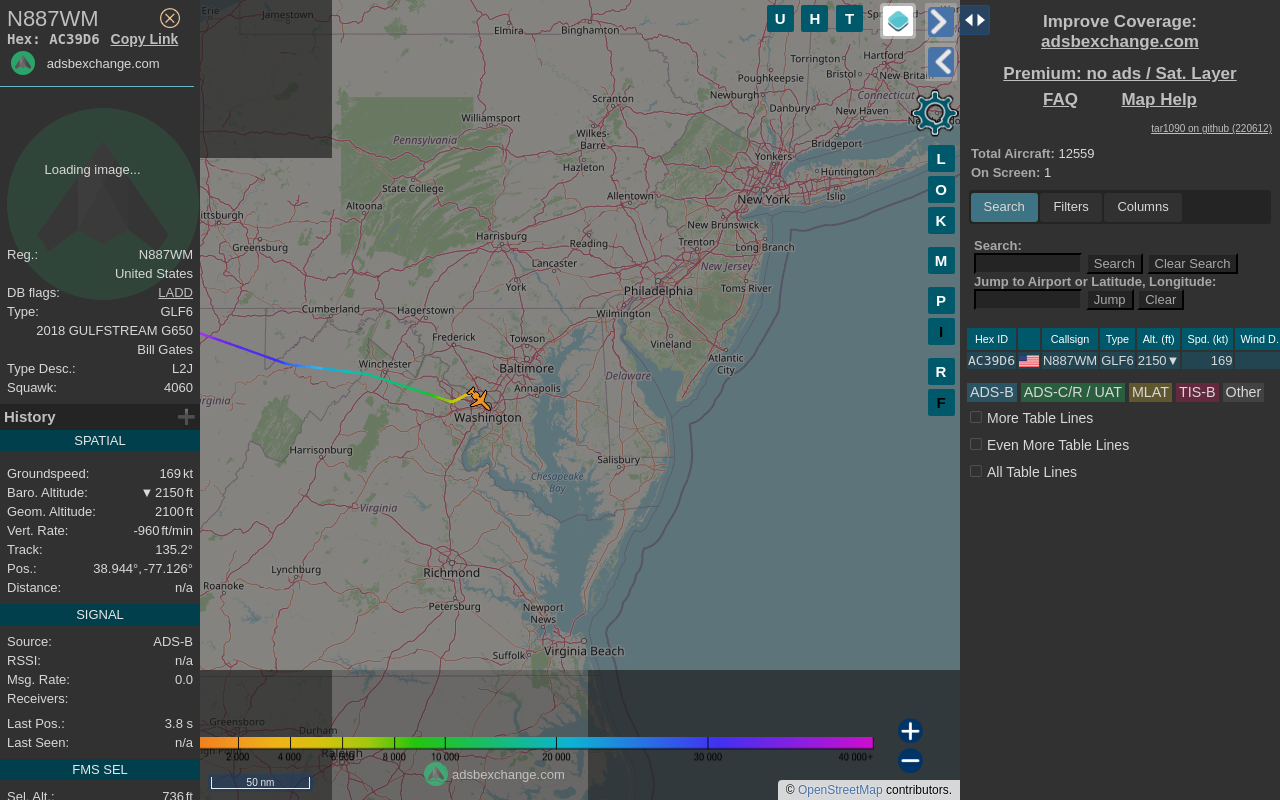 N887WM
Hex: AC39D6 Copy Link
adsbexchange.com
Loading image...
Reg.: N887WM
United States
DB flags: LADD
Type: GLF6
2018 GULFSTREAM G650
Bill Gates
Type Desc.: L2J
Squawk: 4060
History
SPATIAL
Groundspeed: 169 kt
Baro. Altitude: ▼ 2150 ft
Geom. Altitude: 2100 ft
Vert. Rate: -960 ft/min
Track: 135.2°
Pos.: 38.944°, -77.126°
Distance: n/a
SIGNAL
Source: ADS-B
RSSI: n/a
Msg. Rate: 0.0
Receivers:
Last Pos.: 3.8 s
Last Seen: n/a
FMS SEL
Sel. Alt.: 736 ft
Erie
Jamestown
Elmira
Binghamton
Torrington
Hartford
Poughkeepsie
Bristol
New Britain
Connecticut
Newburgh
Danbury
New Haven
Scranton
Williamsport
Pennsylvania
Wilkes-
Barre
Hazleton
Bridgeport
Yonkers
Huntington
Islip
New York
State College
Altoona
Allentown
ittsburgh
Greensburg
Harrisburg
Reading
Lancaster
York
New Brunswick
Trenton
Long Branch
New Jersey
Toms River
Philadelphia
Wilmington
Cumberland
Hagerstown
Frederick
Towson
Baltimore
Vineland
Atlantic
City
Winchester
Annapolis
Delaware
Washington
irginia
Harrisonburg
Salisbury
Chesapeake
Bay
Virginia
Lynchburg
Roanoke
Richmond
Petersburg
Newport
News
Virginia Beach
Suffolk
Greensboro
Durham
Raleigh
U H T
L
O
K
M
P
I
R
F
2 000 4 000 6 000 8 000 10 000 20 000 30 000 40 000+
50 nm
adsbexchange.com
© OpenStreetMap contributors.
Improve Coverage:
adsbexchange.com
Premium: no ads / Sat. Layer
FAQ Map Help
tar1090 on github (220612)
Total Aircraft: 12559
On Screen: 1
Search Filters Columns
Search:
Search Clear Search
Jump to Airport or Latitude, Longitude:
Jump Clear
Hex ID Callsign Type Alt. (ft) Spd. (kt) Wind D.
AC39D6 N887WM GLF6 2150▼ 169
ADS-B ADS-C/R / UAT MLAT TIS-B Other
More Table Lines
Even More Table Lines
All Table Lines